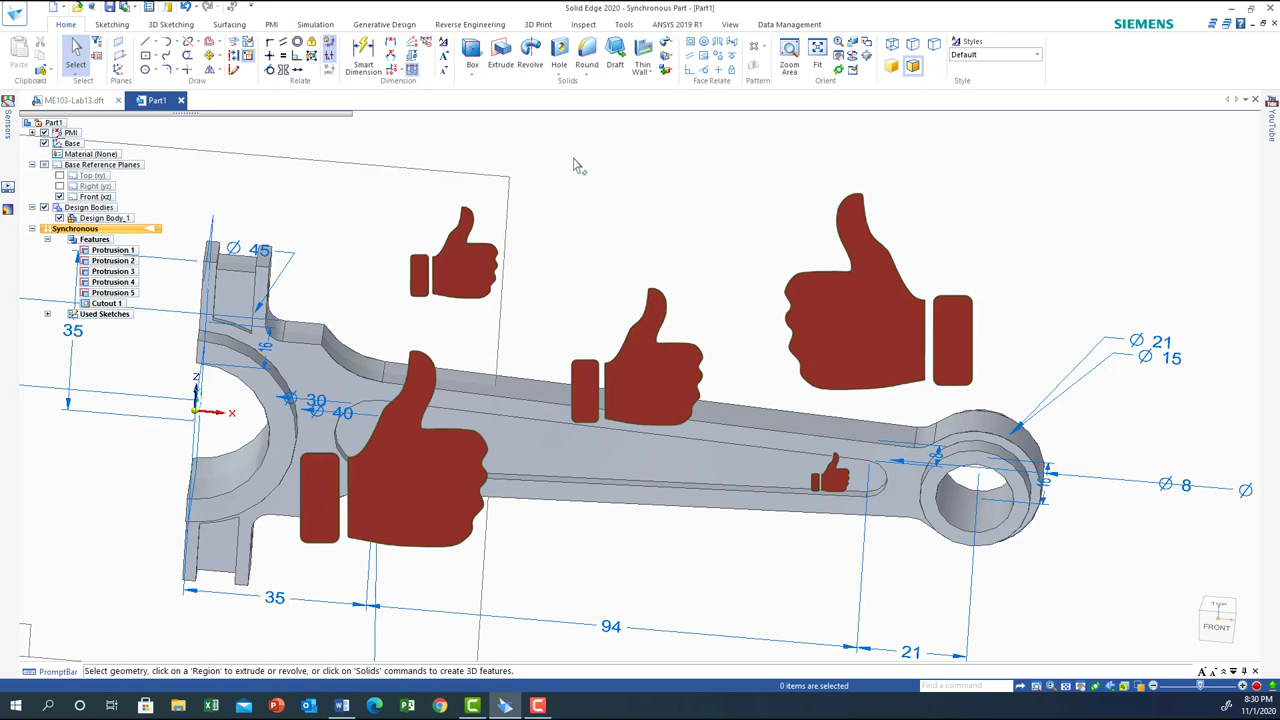 Solid Edge 2020 - Synchronous Part - [Part1]
Home Sketching 3D Sketching Surfacing PMI Simulation Generative Design Reverse Engineering 3D Print Inspect Tools ANSYS 2019 R1 View Data Management
SIEMENS
Paste
Select
Smart Dimension
Box
Extrude
Revolve
Hole
Round
Draft
Thin Wall
Zoom Area
Fit
Styles
Default
Clipboard Select Planes Draw Relate Dimension Solids Face Relate Pattern Orient Style
ME103-Lab13.dft
Part1
Sensors
YouTube
Part1
PMI
Base
Material (None)
Base Reference Planes
Top (xy)
Right (yz)
Front (xz)
Design Bodies
Design Body_1
Synchronous
Features
Protrusion 1
Protrusion 2
Protrusion 3
Protrusion 4
Protrusion 5
Cutout 1
Used Sketches
Ø 45
35
16
Z
X
Ø 30
Ø 40
Ø 21
Ø 15
8
16
Ø 8
Ø
35
94
21
TOP
FRONT
PromptBar
Select geometry, click on a 'Region' to extrude or revolve, or click on 'Solids' commands to create 3D features.
0 items are selected
Find a command
8:30 PM
11/1/2020